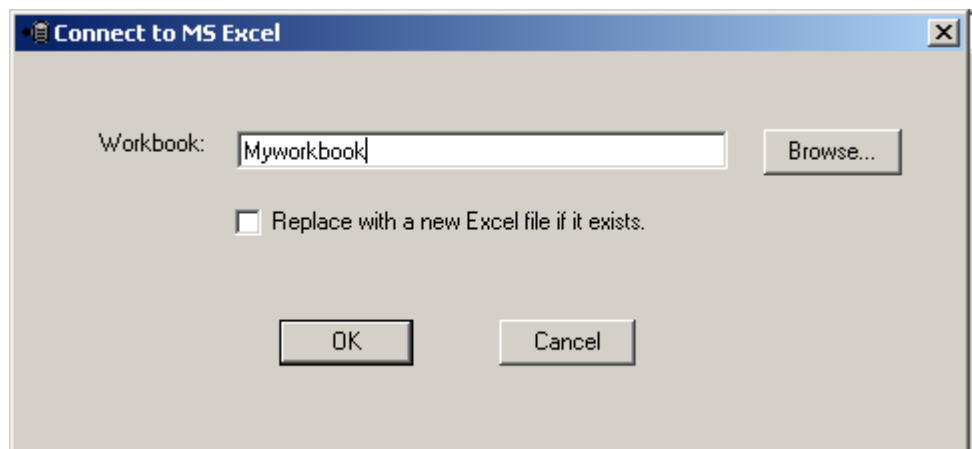 Connect to MS Excel
Workbook: Myworkbook Browse...
Replace with a new Excel file if it exists.
OK Cancel